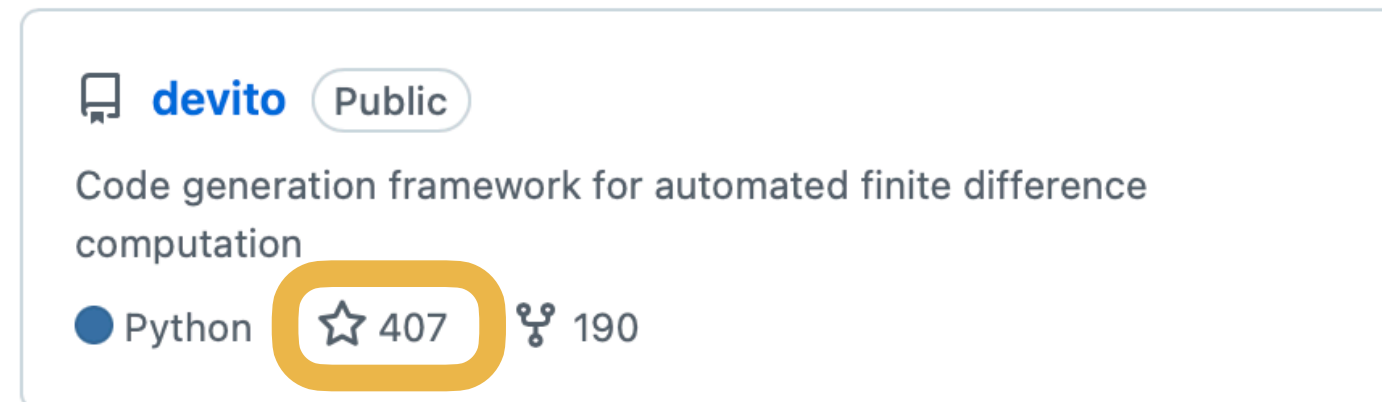 devito Public
Code generation framework for automated finite difference
computation
Python 407 190